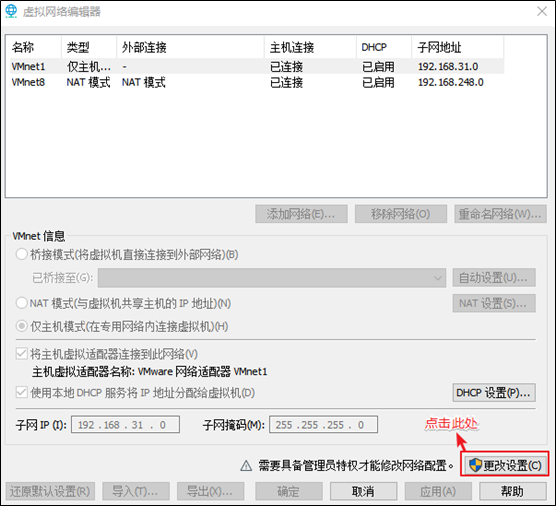 虚拟网络编辑器
名称 类型 外部连接 主机连接 DHCP 子网地址
VMnet1 仅主机... - 已连接 已启用 192.168.31.0
VMnet8 NAT 模式 NAT 模式 已连接 已启用 192.168.248.0
添加网络(E)... 移除网络(O) 重命名网络(W)...
VMnet 信息
桥接模式(将虚拟机直接连接到外部网络)(B)
已桥接至(G): 自动设置(U)...
NAT 模式(与虚拟机共享主机的 IP 地址)(N) NAT 设置(S)...
仅主机模式(在专用网络内连接虚拟机)(H)
将主机虚拟适配器连接到此网络(V)
主机虚拟适配器名称: VMware 网络适配器 VMnet1
使用本地 DHCP 服务将 IP 地址分配给虚拟机(D) DHCP 设置(P)...
子网 IP (I): 192 . 168 . 31 . 0 子网掩码(M): 255 . 255 . 255 . 0
点击此处
需要具备管理员特权才能修改网络配置。 更改设置(C)
还原默认设置(R) 导入(T)... 导出(X)... 确定 取消 应用(A) 帮助